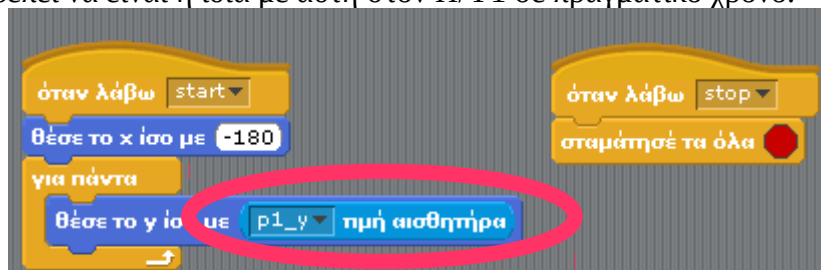 όταν λάβω start
θέσε το x ίσο με -180
για πάντα
θέσε το y ίσο με p1_y τιμή αισθητήρα
όταν λάβω stop
σταμάτησέ τα όλα